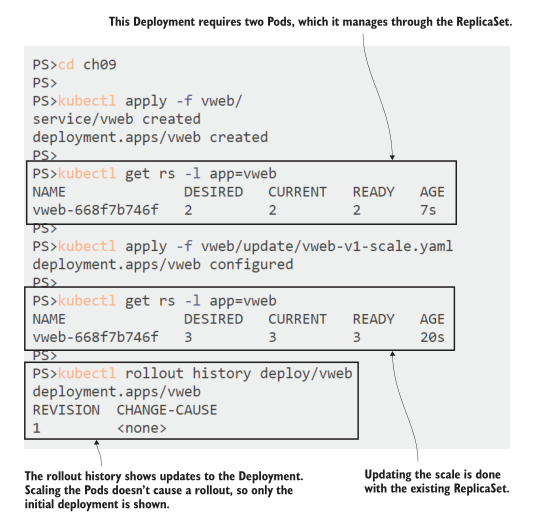 This Deployment requires two Pods, which it manages through the ReplicaSet.
PS>cd ch09
PS>
PS>kubectl apply -f vweb/
service/vweb created
deployment.apps/vweb created
PS>
PS>kubectl get rs -l app=vweb
NAME DESIRED CURRENT READY AGE
vweb-668f7b746f 2 2 2 7s
PS>
PS>kubectl apply -f vweb/update/vweb-v1-scale.yaml
deployment.apps/vweb configured
PS>
PS>kubectl get rs -l app=vweb
NAME DESIRED CURRENT READY AGE
vweb-668f7b746f 3 3 3 20s
PS>
PS>kubectl rollout history deploy/vweb
deployment.apps/vweb
REVISION CHANGE-CAUSE
1 <none>
The rollout history shows updates to the Deployment.
Scaling the Pods doesn't cause a rollout, so only the
initial deployment is shown.
Updating the scale is done
with the existing ReplicaSet.